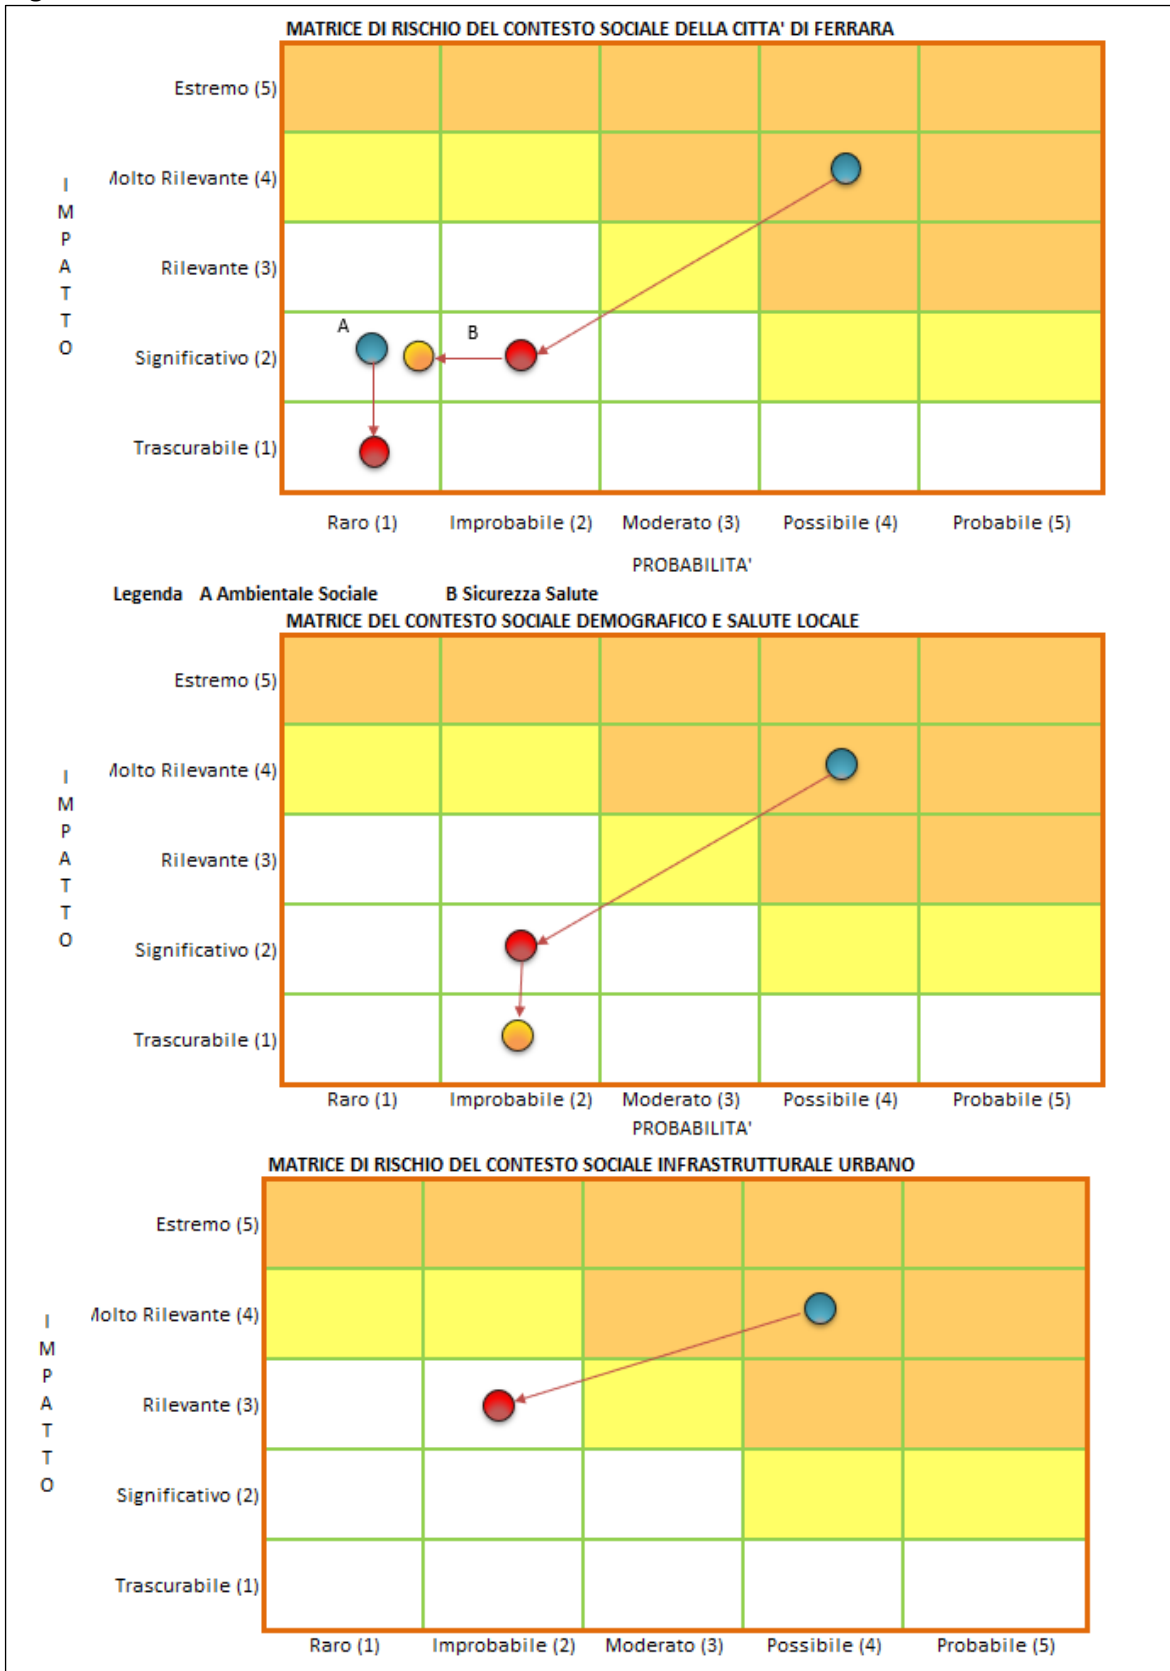 MATRICE DI RISCHIO DEL CONTESTO SOCIALE DELLA CITTA' DI FERRARA
Estremo (5)
Molto Rilevante (4)
Rilevante (3)
Significativo (2)
Trascurabile (1)
IMPATTO
A
B
Raro (1) Improbabile (2) Moderato (3) Possibile (4) Probabile (5)
PROBABILITA'
Legenda A Ambientale Sociale B Sicurezza Salute
MATRICE DEL CONTESTO SOCIALE DEMOGRAFICO E SALUTE LOCALE
Estremo (5)
Molto Rilevante (4)
Rilevante (3)
Significativo (2)
Trascurabile (1)
IMPATTO
Raro (1) Improbabile (2) Moderato (3) Possibile (4) Probabile (5)
PROBABILITA'
MATRICE DI RISCHIO DEL CONTESTO SOCIALE INFRASTRUTTURALE URBANO
Estremo (5)
Molto Rilevante (4)
Rilevante (3)
Significativo (2)
Trascurabile (1)
IMPATTO
Raro (1) Improbabile (2) Moderato (3) Possibile (4) Probabile (5)